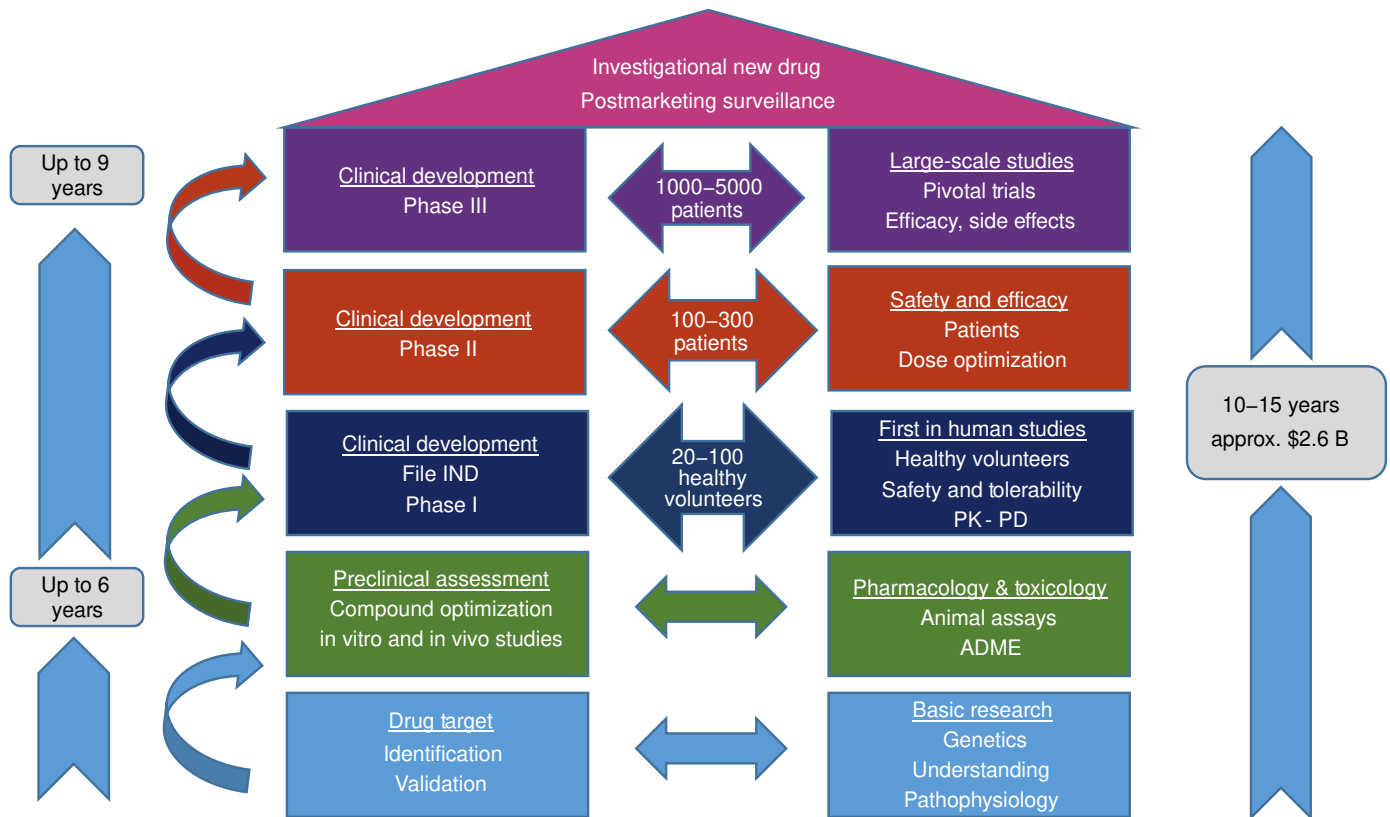 Investigational new drug
Postmarketing surveillance
Up to 9
years
Clinical development
Phase III
1000–5000
patients
Large-scale studies
Pivotal trials
Efficacy, side effects
Clinical development
Phase II
100–300
patients
Safety and efficacy
Patients
Dose optimization
10–15 years
approx. $2.6 B
Clinical development
File IND
Phase I
20–100
healthy
volunteers
First in human studies
Healthy volunteers
Safety and tolerability
PK - PD
Up to 6
years
Preclinical assessment
Compound optimization
in vitro and in vivo studies
Pharmacology & toxicology
Animal assays
ADME
Drug target
Identification
Validation
Basic research
Genetics
Understanding
Pathophysiology